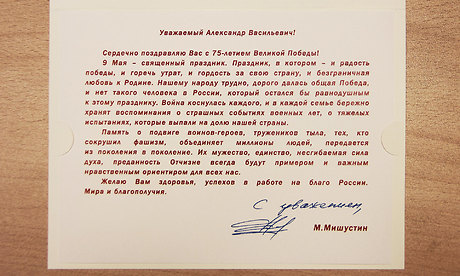 Уважаемый Александр Васильевич!
Сердечно поздравляю Вас с 75-летием Великой Победы!
9 Мая – священный праздник. Праздник, в котором – и радость
победы, и горечь утрат, и гордость за свою страну, и безграничная
любовь к Родине. Нашему народу трудно, дорого далась общая Победа,
и нет такого человека в России, который остался бы равнодушным
к этому празднику. Война коснулась каждого, и в каждой семье бережно
хранят воспоминания о страшных событиях военных лет, о тяжелых
испытаниях, которые выпали на долю нашей страны.
Память о подвиге воинов-героев, тружеников тыла, тех, кто
сокрушил фашизм, объединяет миллионы людей, передается
из поколения в поколение. Их мужество, единство, несгибаемая сила
духа, преданность Отчизне всегда будут примером и важным
нравственным ориентиром для всех нас.
Желаю Вам здоровья, успехов в работе на благо России.
Мира и благополучия.
С уважением,
М.Мишустин